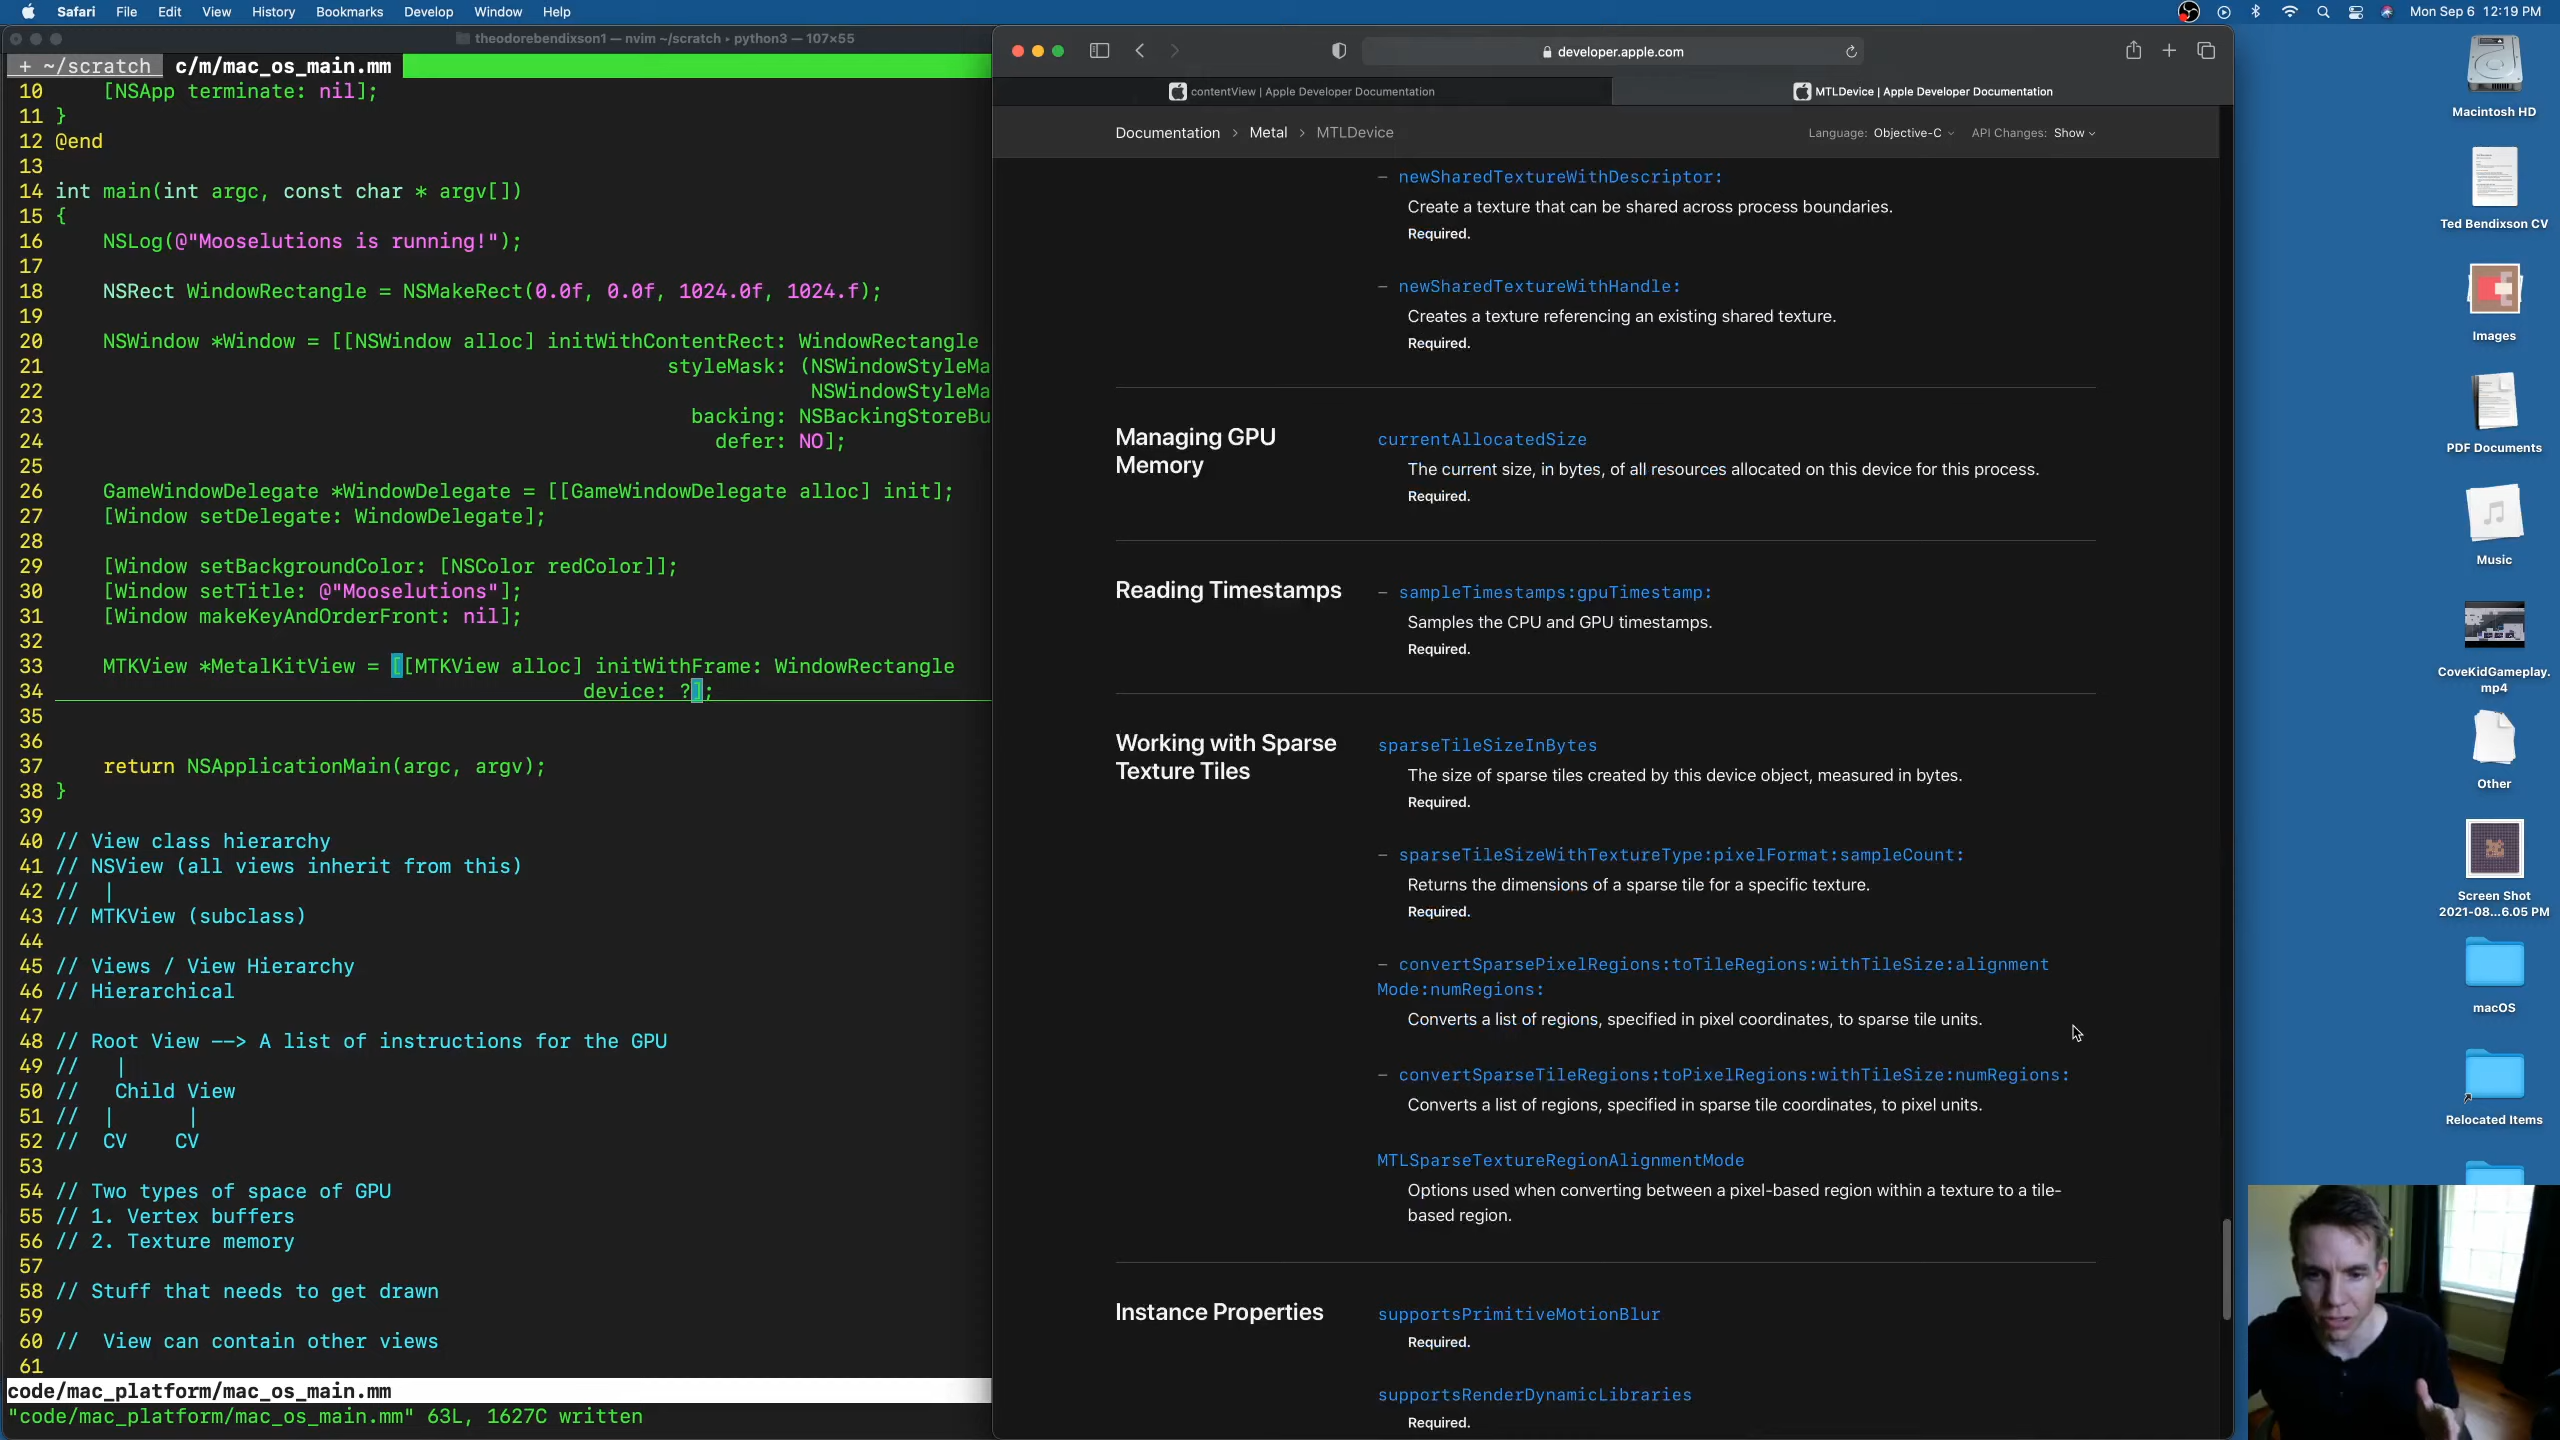 Safari File Edit View History Bookmarks Develop Window Help
Mon Sep 6 12:19 PM
theodorebendixson1 — nvim ~/scratch ▸ python3 — 107×55
+ ~/scratch c/m/mac_os_main.mm
10 [NSApp terminate: nil];
11 }
12 @end
13
14 int main(int argc, const char * argv[])
15 {
16 NSLog(@"Mooselutions is running!");
17
18 NSRect WindowRectangle = NSMakeRect(0.0f, 0.0f, 1024.0f, 1024.f);
19
20 NSWindow *Window = [[NSWindow alloc] initWithContentRect: WindowRectangle
21 styleMask: (NSWindowStyleMa
22 NSWindowStyleMa
23 backing: NSBackingStoreBu
24 defer: NO];
25
26 GameWindowDelegate *WindowDelegate = [[GameWindowDelegate alloc] init];
27 [Window setDelegate: WindowDelegate];
28
29 [Window setBackgroundColor: [NSColor redColor]];
30 [Window setTitle: @"Mooselutions"];
31 [Window makeKeyAndOrderFront: nil];
32
33 MTKView *MetalKitView = [[MTKView alloc] initWithFrame: WindowRectangle
34 device: ?];
35
36
37 return NSApplicationMain(argc, argv);
38 }
39
40 // View class hierarchy
41 // NSView (all views inherit from this)
42 // |
43 // MTKView (subclass)
44
45 // Views / View Hierarchy
46 // Hierarchical
47
48 // Root View --> A list of instructions for the GPU
49 // |
50 // Child View
51 // | |
52 // CV CV
53
54 // Two types of space of GPU
55 // 1. Vertex buffers
56 // 2. Texture memory
57
58 // Stuff that needs to get drawn
59
60 // View can contain other views
61
code/mac_platform/mac_os_main.mm
"code/mac_platform/mac_os_main.mm" 63L, 1627C written
developer.apple.com
contentView | Apple Developer Documentation
MTLDevice | Apple Developer Documentation
Documentation > Metal > MTLDevice
Language: Objective-C API Changes: Show
– newSharedTextureWithDescriptor:
Create a texture that can be shared across process boundaries.
Required.
– newSharedTextureWithHandle:
Creates a texture referencing an existing shared texture.
Required.
Managing GPU
Memory
currentAllocatedSize
The current size, in bytes, of all resources allocated on this device for this process.
Required.
Reading Timestamps
– sampleTimestamps:gpuTimestamp:
Samples the CPU and GPU timestamps.
Required.
Working with Sparse
Texture Tiles
sparseTileSizeInBytes
The size of sparse tiles created by this device object, measured in bytes.
Required.
– sparseTileSizeWithTextureType:pixelFormat:sampleCount:
Returns the dimensions of a sparse tile for a specific texture.
Required.
– convertSparsePixelRegions:toTileRegions:withTileSize:alignment
Mode:numRegions:
Converts a list of regions, specified in pixel coordinates, to sparse tile units.
– convertSparseTileRegions:toPixelRegions:withTileSize:numRegions:
Converts a list of regions, specified in sparse tile coordinates, to pixel units.
MTLSparseTextureRegionAlignmentMode
Options used when converting between a pixel-based region within a texture to a tile-
based region.
Instance Properties
supportsPrimitiveMotionBlur
Required.
supportsRenderDynamicLibraries
Required.
Macintosh HD
Ted Bendixson CV
Images
PDF Documents
Music
CoveKidGameplay.
mp4
Other
Screen Shot
2021-08...6.05 PM
macOS
Relocated Items